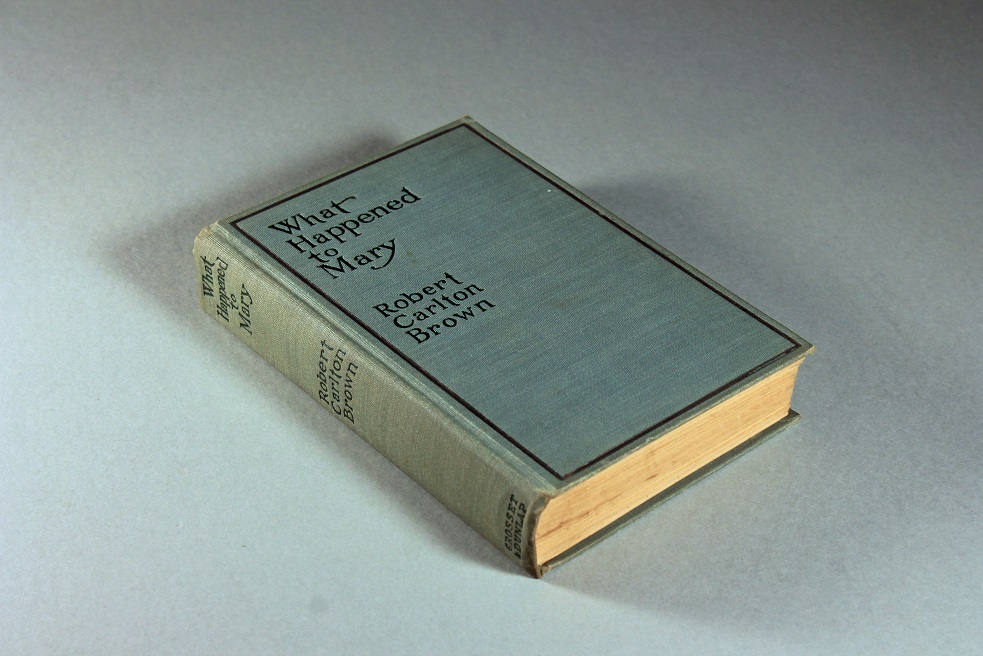 What
Happened
to
Mary
Robert
Carlton
Brown
What
Happened
to
Mary
Robert
Carlton
Brown
GROSSET
& DUNLAP